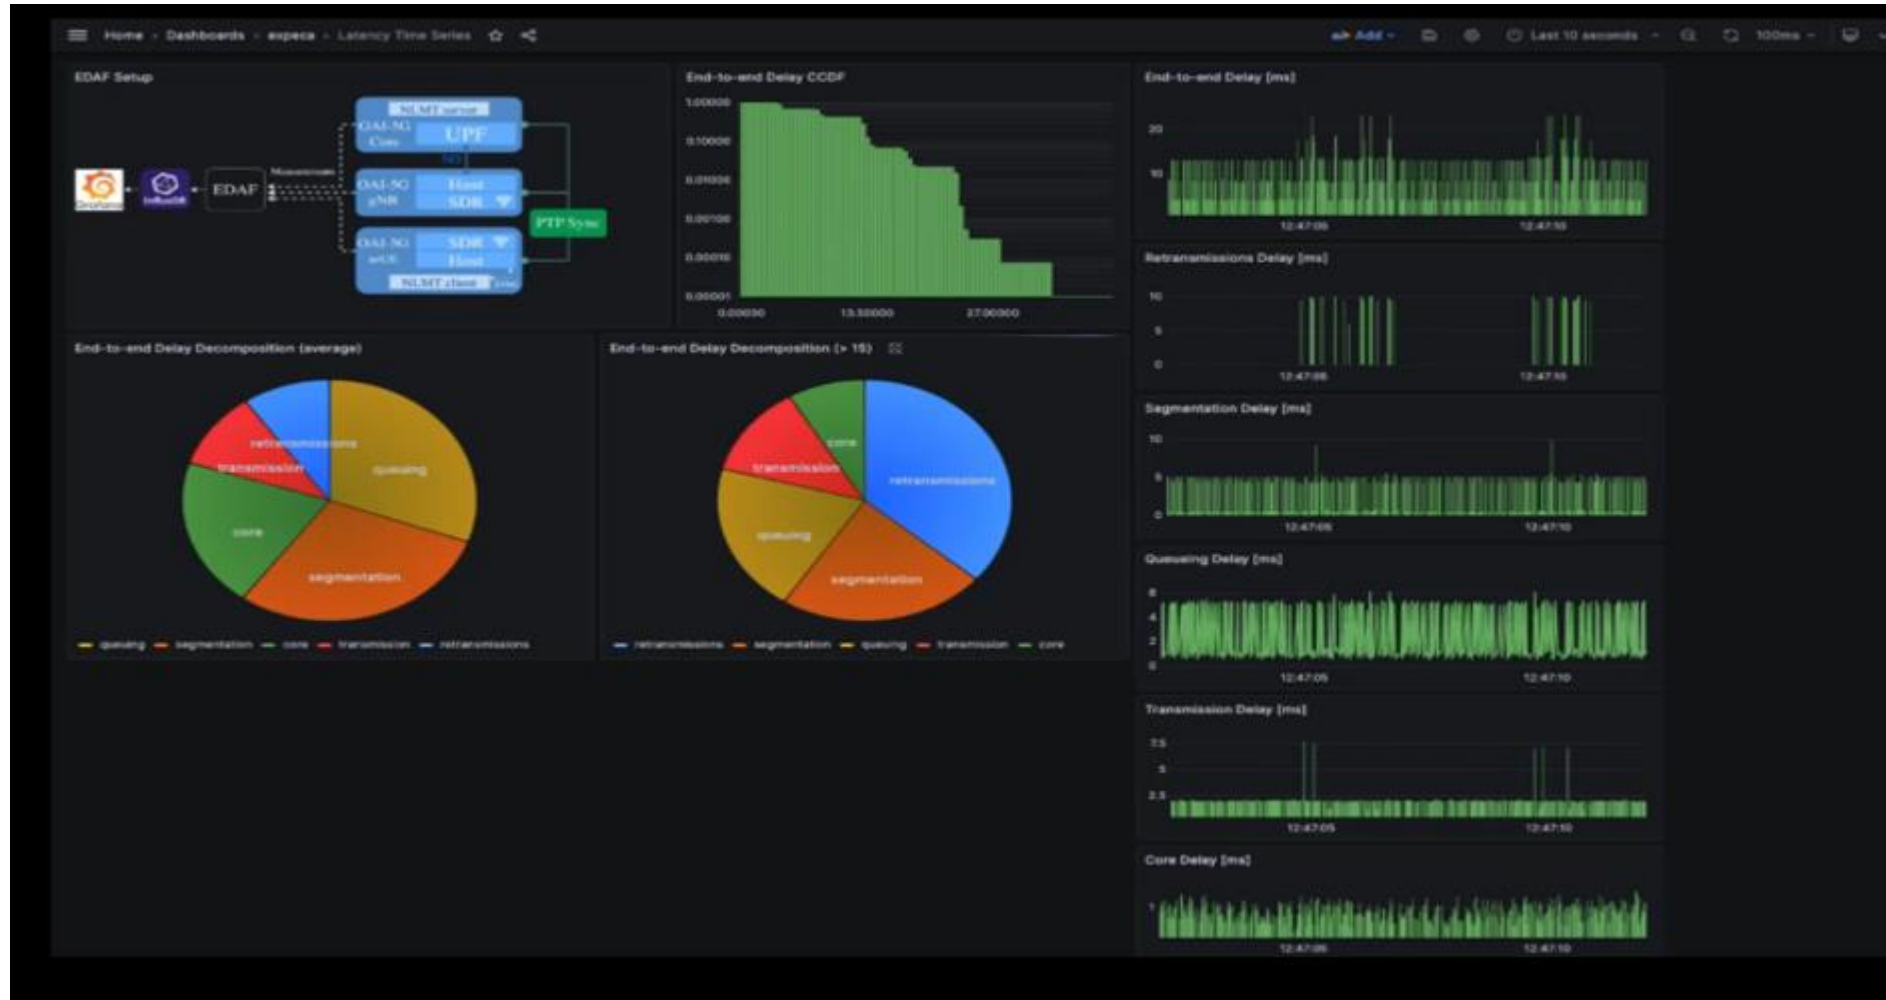 Home - Dashboards - expeca - Latency Time Series
Add
Last 10 seconds
100ms
EDAF Setup
NLMT server
OAI-5G
Core
UPF
Measurements
EDAF
InfluxDB
Grafana
OAI-5G
gNB
Host
SDR
PTP Sync
OAI-5G
SDR
Host
NLMT client
End-to-end Delay CCDF
1.00000
0.10000
0.01000
0.00100
0.00010
0.00001
0.00000 13.50000 27.00000
End-to-end Delay [ms]
20
10
12:47:05 12:47:10
Retransmissions Delay [ms]
10
5
0
12:47:05 12:47:10
Segmentation Delay [ms]
10
5
0
12:47:05 12:47:10
Queueing Delay [ms]
4
2
0
12:47:05 12:47:10
Transmission Delay [ms]
7.5
5
2.5
12:47:05 12:47:10
Core Delay [ms]
1
12:47:05 12:47:10
End-to-end Delay Decomposition (average)
retransmissions
transmission
queuing
core
segmentation
queuing segmentation core transmission retransmissions
End-to-end Delay Decomposition (> 15)
core
transmission
retransmissions
queuing
segmentation
retransmissions segmentation queuing transmission core